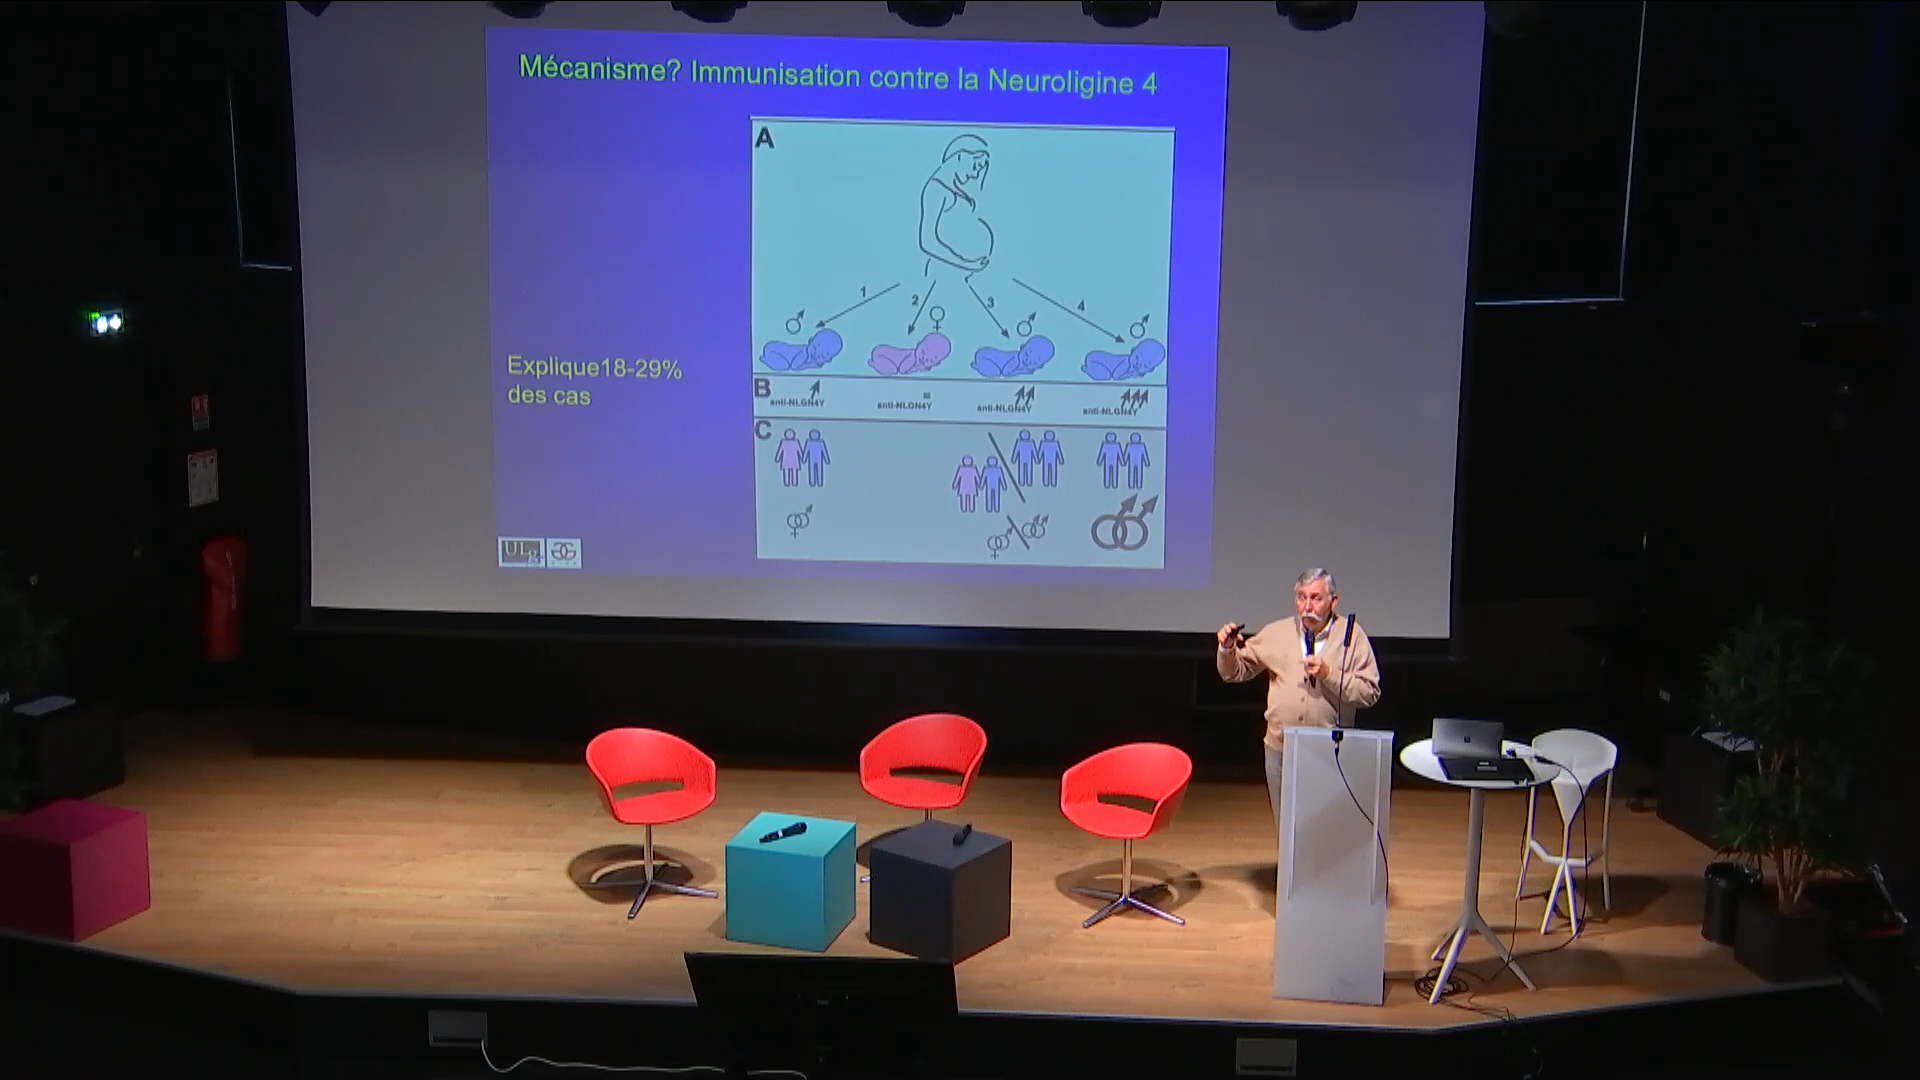 Mécanisme? Immunisation contre la Neuroligine 4
A
1
2
3
4
Explique18-29%
des cas
B
anti-NLGN4Y
=
anti-NLGN4Y
anti-NLGN4Y
anti-NLGN4Y
C
ULg